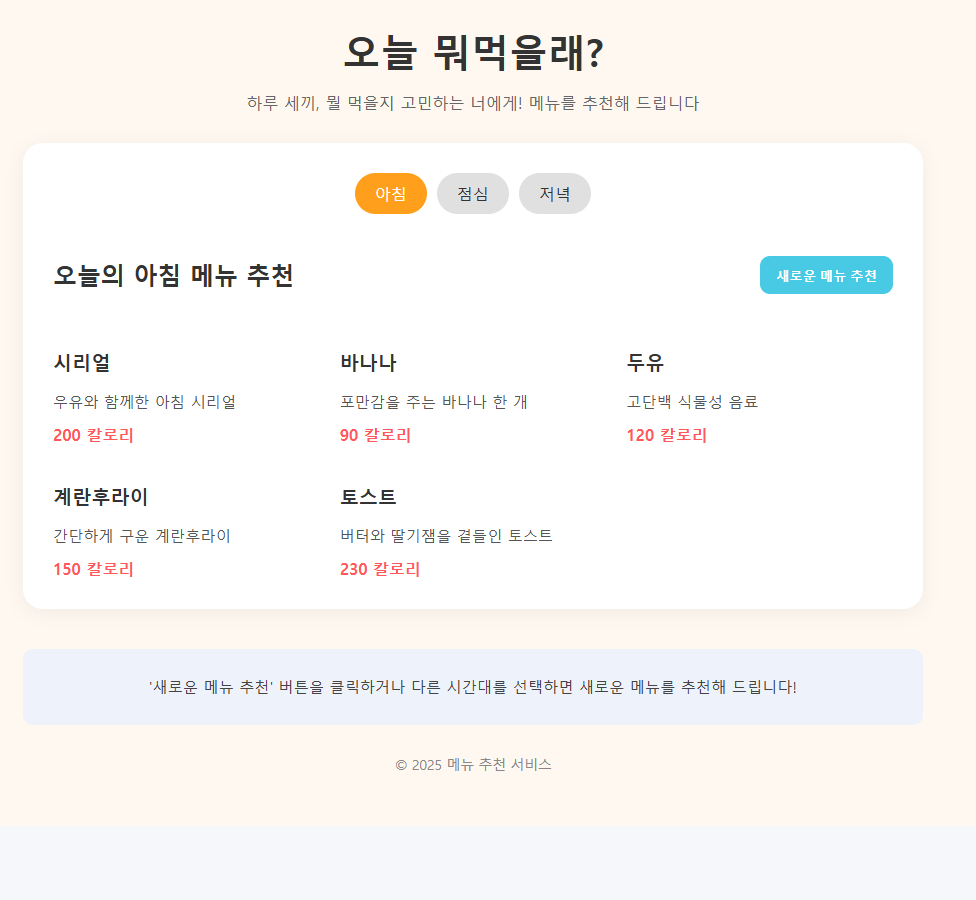 오늘 뭐먹을래?
하루 세끼, 뭘 먹을지 고민하는 너에게! 메뉴를 추천해 드립니다
아침 점심 저녁
오늘의 아침 메뉴 추천 새로운 메뉴 추천
시리얼
우유와 함께한 아침 시리얼
200 칼로리
바나나
포만감을 주는 바나나 한 개
90 칼로리
두유
고단백 식물성 음료
120 칼로리
계란후라이
간단하게 구운 계란후라이
150 칼로리
토스트
버터와 딸기잼을 곁들인 토스트
230 칼로리
'새로운 메뉴 추천' 버튼을 클릭하거나 다른 시간대를 선택하면 새로운 메뉴를 추천해 드립니다!
© 2025 메뉴 추천 서비스